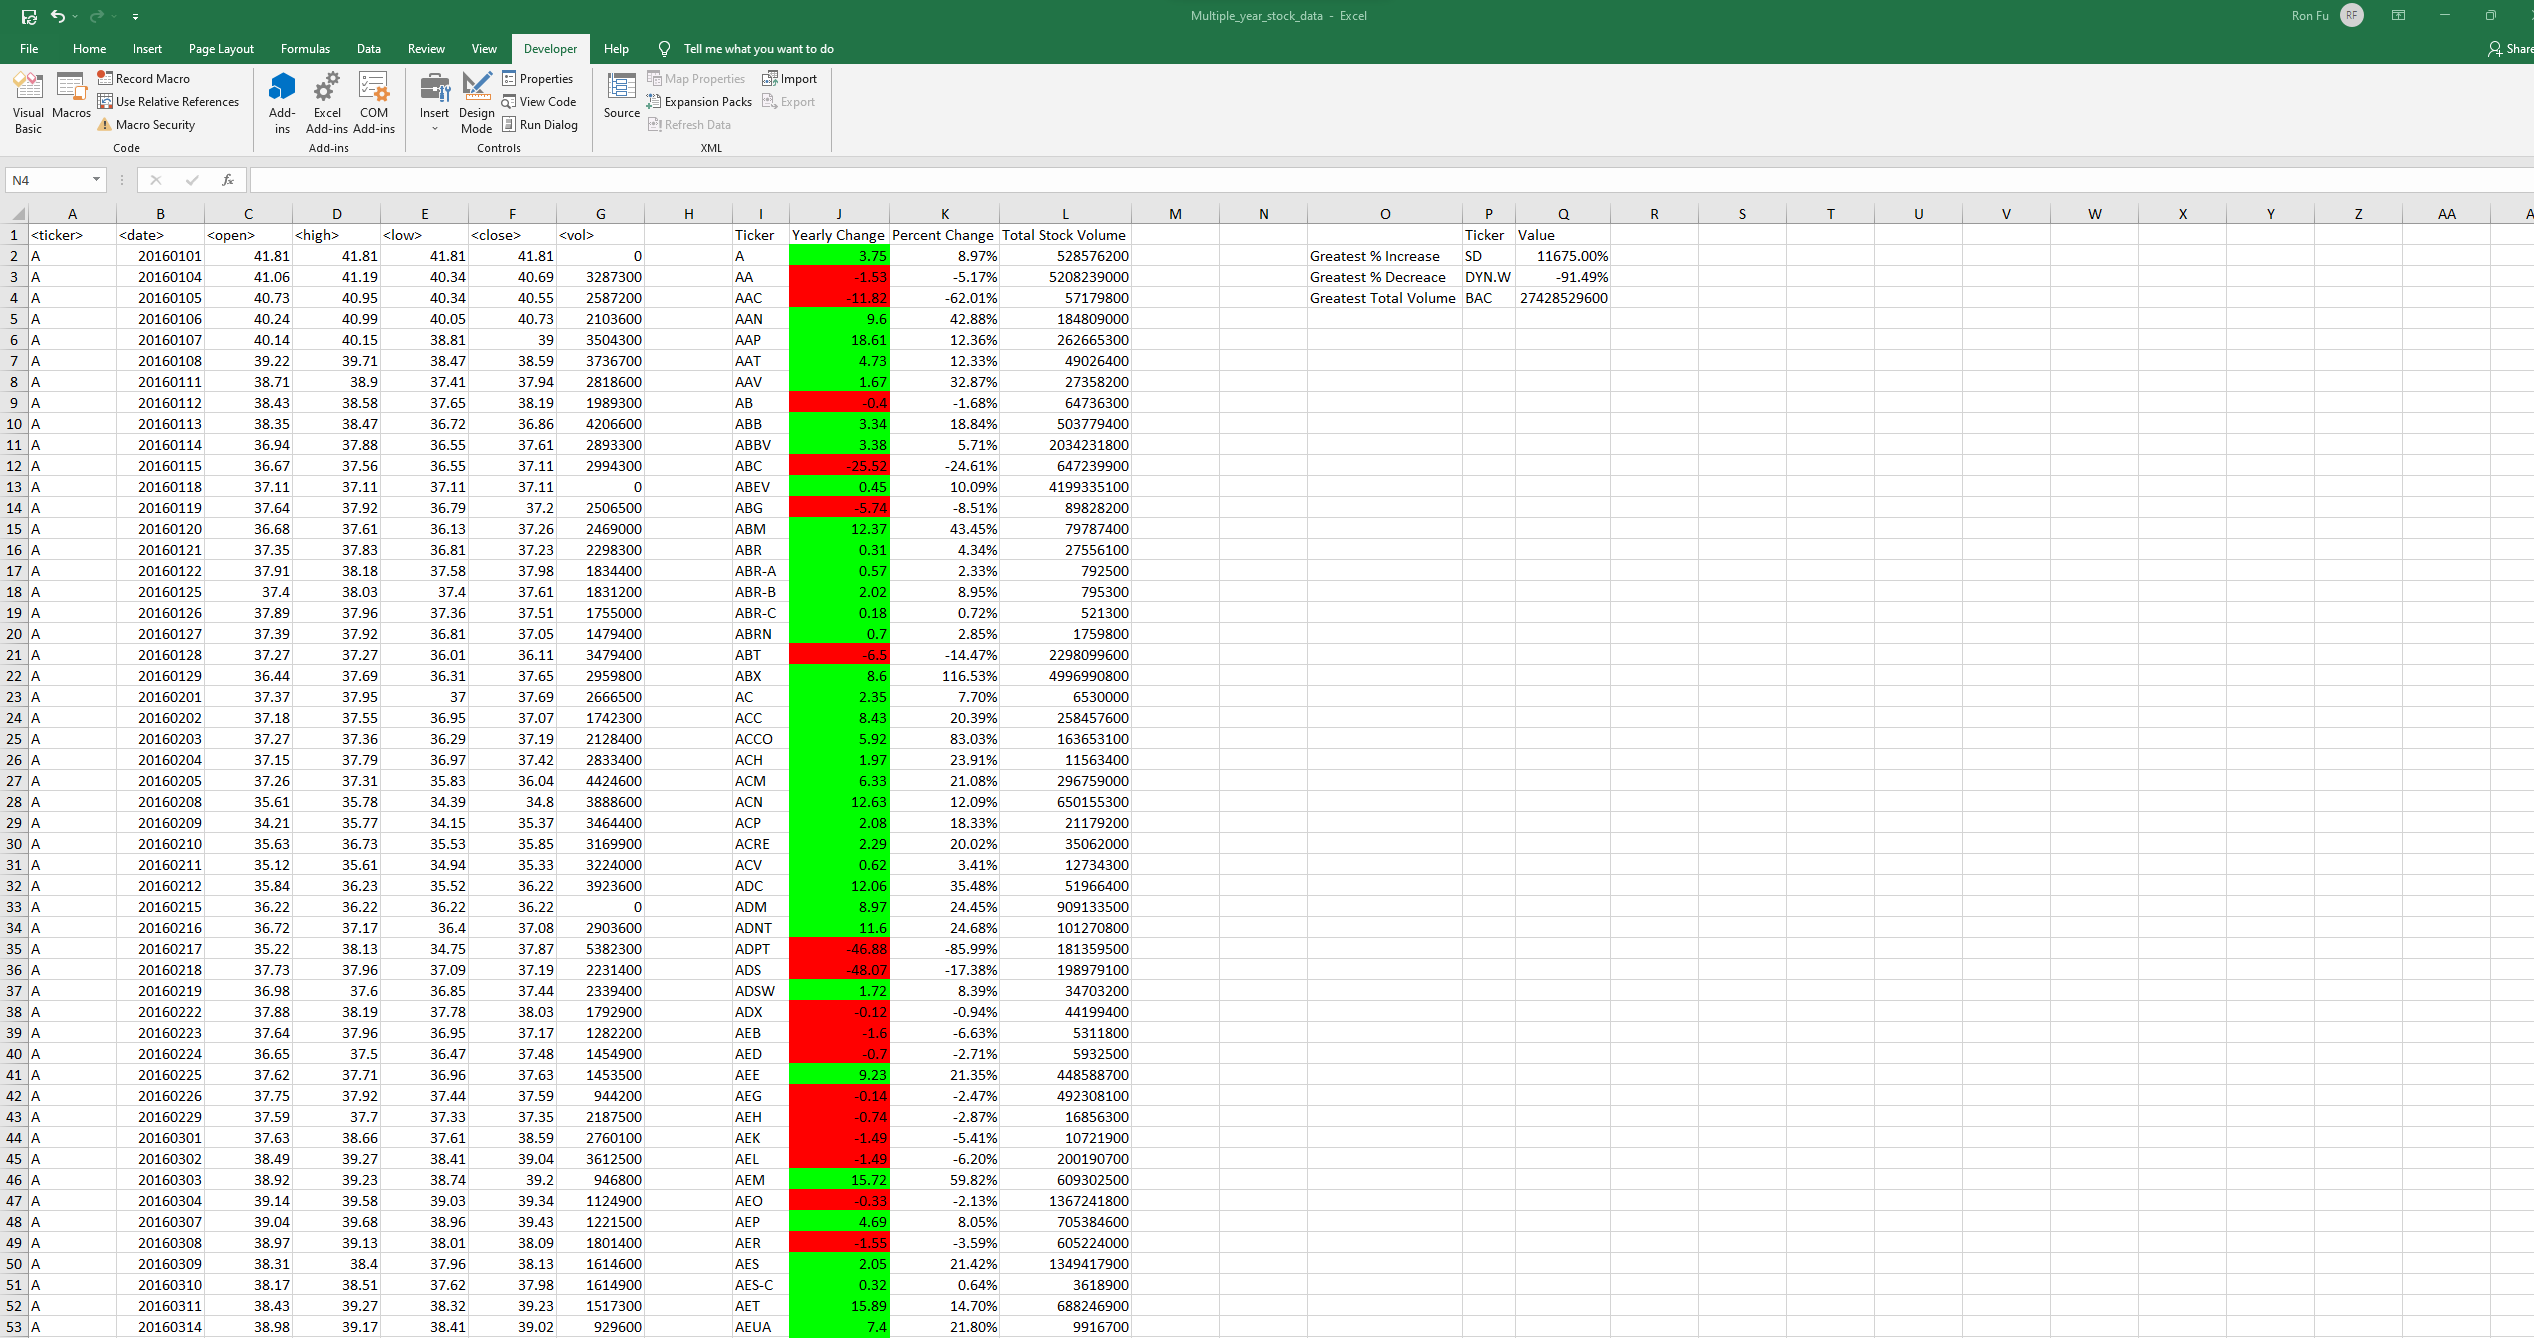 Multiple_year_stock_data - Excel
Ron Fu RF
File Home Insert Page Layout Formulas Data Review View Developer Help Tell me what you want to do Share
Visual Basic
Macros
Record Macro
Use Relative References
Macro Security
Code
Add-ins
Excel Add-ins
COM Add-ins
Add-ins
Insert
Design Mode
Properties
View Code
Run Dialog
Controls
Source
Map Properties
Expansion Packs
Refresh Data
Import
Export
XML
N4 fx
A B C D E F G H I J K L M N O P Q R S T U V W X Y Z AA
1 <ticker> <date> <open> <high> <low> <close> <vol> Ticker Yearly Change Percent Change Total Stock Volume Ticker Value
2 A 20160101 41.81 41.81 41.81 41.81 0 A 3.75 8.97% 528576200 Greatest % Increase SD 11675.00%
3 A 20160104 41.06 41.19 40.34 40.69 3287300 AA -1.53 -5.17% 5208239000 Greatest % Decreace DYN.W -91.49%
4 A 20160105 40.73 40.95 40.34 40.55 2587200 AAC -11.82 -62.01% 57179800 Greatest Total Volume BAC 27428529600
5 A 20160106 40.24 40.99 40.05 40.73 2103600 AAN 9.6 42.88% 184809000
6 A 20160107 40.14 40.15 38.81 39 3504300 AAP 18.61 12.36% 262665300
7 A 20160108 39.22 39.71 38.47 38.59 3736700 AAT 4.73 12.33% 49026400
8 A 20160111 38.71 38.9 37.41 37.94 2818600 AAV 1.67 32.87% 27358200
9 A 20160112 38.43 38.58 37.65 38.19 1989300 AB -0.4 -1.68% 64736300
10 A 20160113 38.35 38.47 36.72 36.86 4206600 ABB 3.34 18.84% 503779400
11 A 20160114 36.94 37.88 36.55 37.61 2893300 ABBV 3.38 5.71% 2034231800
12 A 20160115 36.67 37.56 36.55 37.11 2994300 ABC -25.52 -24.61% 647239900
13 A 20160118 37.11 37.11 37.11 37.11 0 ABEV 0.45 10.09% 4199335100
14 A 20160119 37.64 37.92 36.79 37.2 2506500 ABG -5.74 -8.51% 89828200
15 A 20160120 36.68 37.61 36.13 37.26 2469000 ABM 12.37 43.45% 79787400
16 A 20160121 37.35 37.83 36.81 37.23 2298300 ABR 0.31 4.34% 27556100
17 A 20160122 37.91 38.18 37.58 37.98 1834400 ABR-A 0.57 2.33% 792500
18 A 20160125 37.4 38.03 37.4 37.61 1831200 ABR-B 2.02 8.95% 795300
19 A 20160126 37.89 37.96 37.36 37.51 1755000 ABR-C 0.18 0.72% 521300
20 A 20160127 37.39 37.92 36.81 37.05 1479400 ABRN 0.7 2.85% 1759800
21 A 20160128 37.27 37.27 36.01 36.11 3479400 ABT -6.5 -14.47% 2298099600
22 A 20160129 36.44 37.69 36.31 37.65 2959800 ABX 8.6 116.53% 4996990800
23 A 20160201 37.37 37.95 37 37.69 2666500 AC 2.35 7.70% 6530000
24 A 20160202 37.18 37.55 36.95 37.07 1742300 ACC 8.43 20.39% 258457600
25 A 20160203 37.27 37.36 36.29 37.19 2128400 ACCO 5.92 83.03% 163653100
26 A 20160204 37.15 37.79 36.97 37.42 2833400 ACH 1.97 23.91% 11563400
27 A 20160205 37.26 37.31 35.83 36.04 4424600 ACM 6.33 21.08% 296759000
28 A 20160208 35.61 35.78 34.39 34.8 3888600 ACN 12.63 12.09% 650155300
29 A 20160209 34.21 35.77 34.15 35.37 3464400 ACP 2.08 18.33% 21179200
30 A 20160210 35.63 36.73 35.53 35.85 3169900 ACRE 2.29 20.02% 35062000
31 A 20160211 35.12 35.61 34.94 35.33 3224000 ACV 0.62 3.41% 12734300
32 A 20160212 35.84 36.23 35.52 36.22 3923600 ADC 12.06 35.48% 51966400
33 A 20160215 36.22 36.22 36.22 36.22 0 ADM 8.97 24.45% 909133500
34 A 20160216 36.72 37.17 36.4 37.08 2903600 ADNT 11.6 24.68% 101270800
35 A 20160217 35.22 38.13 34.75 37.87 5382300 ADPT -46.88 -85.99% 181359500
36 A 20160218 37.73 37.96 37.09 37.19 2231400 ADS -48.07 -17.38% 198979100
37 A 20160219 36.98 37.6 36.85 37.44 2339400 ADSW 1.72 8.39% 34703200
38 A 20160222 37.88 38.19 37.78 38.03 1792900 ADX -0.12 -0.94% 44199400
39 A 20160223 37.64 37.96 36.95 37.17 1282200 AEB -1.6 -6.63% 5311800
40 A 20160224 36.65 37.5 36.47 37.48 1454900 AED -0.7 -2.71% 5932500
41 A 20160225 37.62 37.71 36.96 37.63 1453500 AEE 9.23 21.35% 448588700
42 A 20160226 37.75 37.92 37.44 37.59 944200 AEG -0.14 -2.47% 492308100
43 A 20160229 37.59 37.7 37.33 37.35 2187500 AEH -0.74 -2.87% 16856300
44 A 20160301 37.63 38.66 37.61 38.59 2760100 AEK -1.49 -5.41% 10721900
45 A 20160302 38.49 39.27 38.41 39.04 3612500 AEL -1.49 -6.20% 200190700
46 A 20160303 38.92 39.23 38.74 39.2 946800 AEM 15.72 59.82% 609302500
47 A 20160304 39.14 39.58 39.03 39.34 1124900 AEO -0.33 -2.13% 1367241800
48 A 20160307 39.04 39.68 38.96 39.43 1221500 AEP 4.69 8.05% 705384600
49 A 20160308 38.97 39.13 38.01 38.09 1801400 AER -1.55 -3.59% 605224000
50 A 20160309 38.31 38.4 37.96 38.13 1614600 AES 2.05 21.42% 1349417900
51 A 20160310 38.17 38.51 37.62 37.98 1614900 AES-C 0.32 0.64% 3618900
52 A 20160311 38.43 39.27 38.32 39.23 1517300 AET 15.89 14.70% 688246900
53 A 20160314 38.98 39.17 38.41 39.02 929600 AEUA 7.4 21.80% 9916700